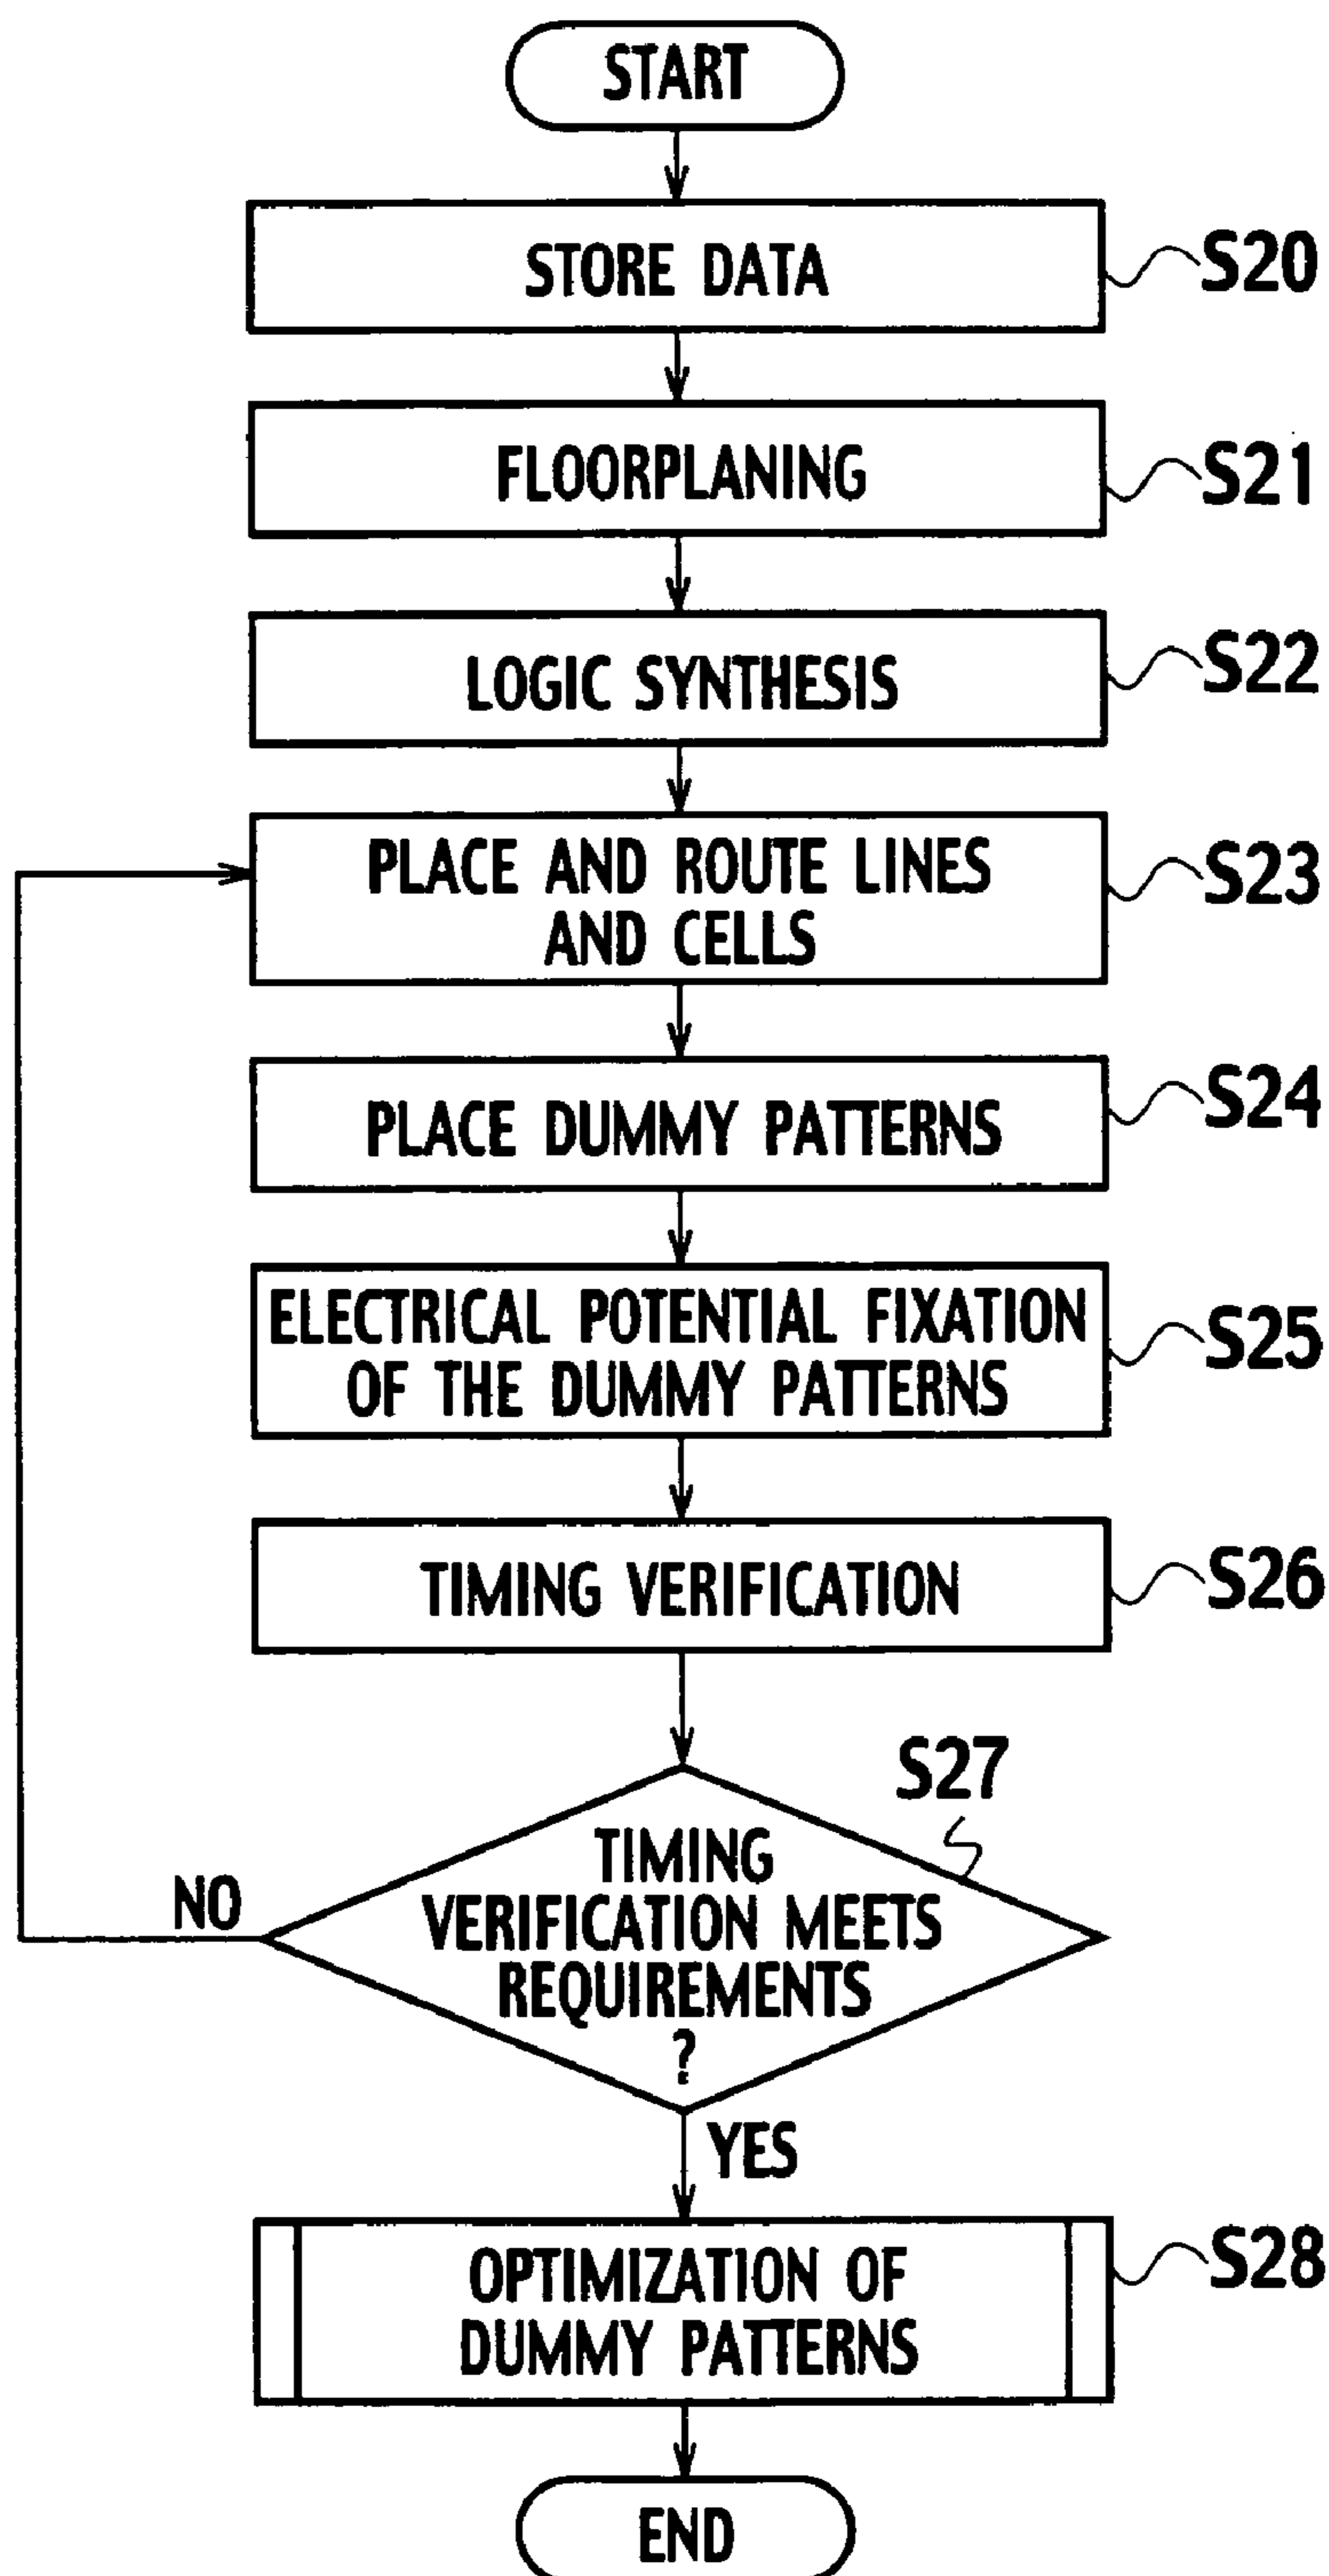 START
STORE DATA
S20
FLOORPLANING
S21
LOGIC SYNTHESIS
S22
PLACE AND ROUTE LINES
AND CELLS
S23
PLACE DUMMY PATTERNS
S24
ELECTRICAL POTENTIAL FIXATION
OF THE DUMMY PATTERNS
S25
TIMING VERIFICATION
S26
S27
TIMING
VERIFICATION MEETS
REQUIREMENTS
?
NO
YES
OPTIMIZATION OF
DUMMY PATTERNS
S28
END